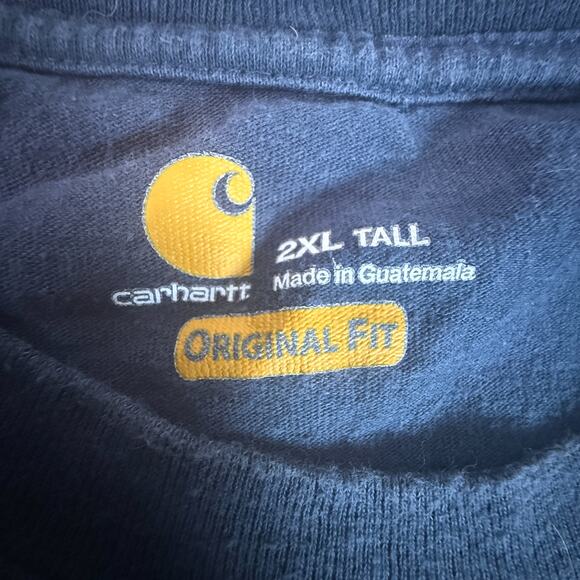 2XL TALL
Made in Guatemala
carhartt
ORIGINAL FIT